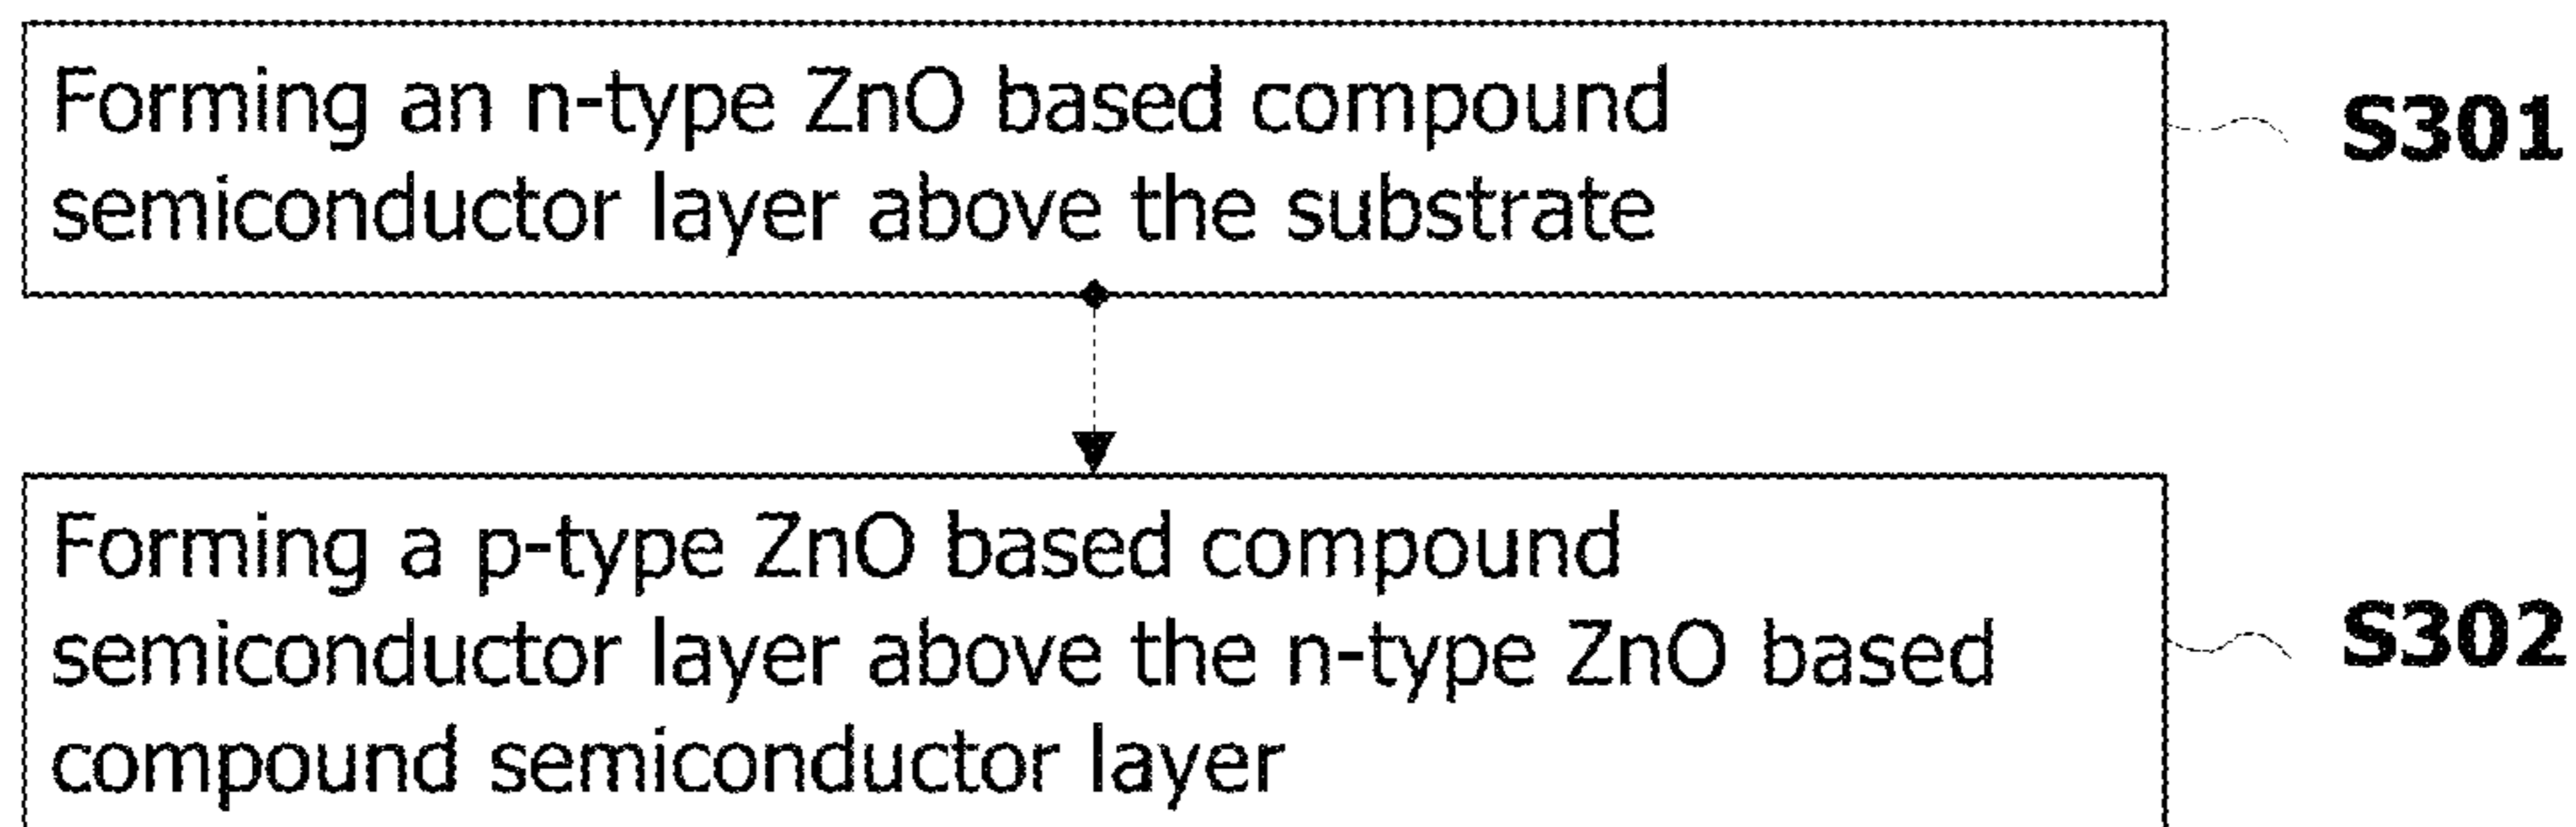 Forming an n-type ZnO based compound
semiconductor layer above the substrate
S301
Forming a p-type ZnO based compound
semiconductor layer above the n-type ZnO based
compound semiconductor layer
S302